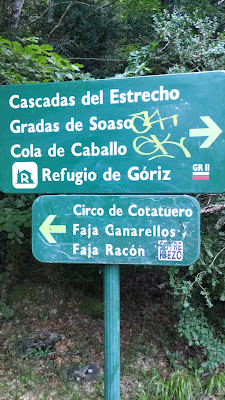 Cascadas del Estrecho
Gradas de Soaso
Cola de Caballo
GR 11
Refugio de Góriz
Circo de Cotatuero
Faja Canarellos
Faja Racón